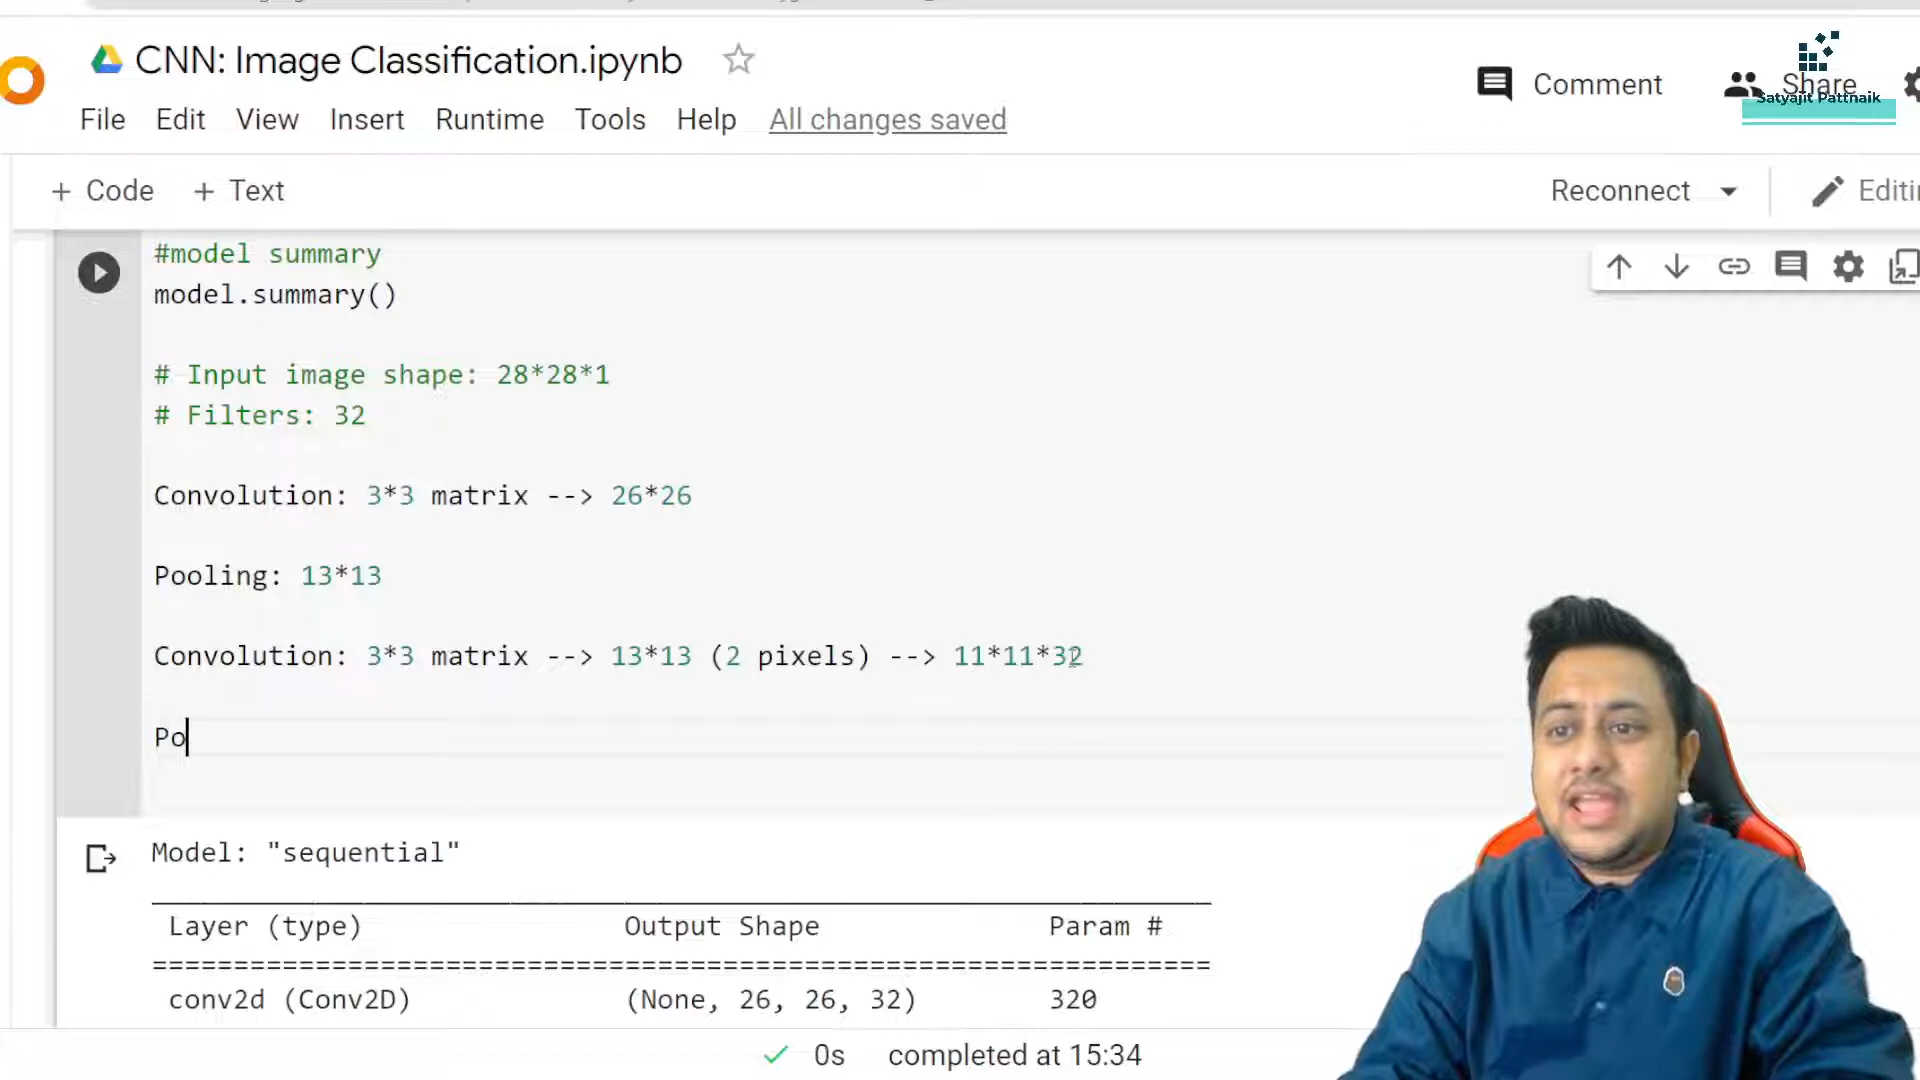 CNN: Image Classification.ipynb
Comment
Share
Satyajit Pattnaik
File Edit View Insert Runtime Tools Help All changes saved
+ Code + Text
Reconnect
#model summary
model.summary()
# Input image shape: 28*28*1
# Filters: 32
Convolution: 3*3 matrix --> 26*26
Pooling: 13*13
Convolution: 3*3 matrix --> 13*13 (2 pixels) --> 11*11*32
Po
Model: "sequential"
Layer (type) Output Shape Param #
=================================================================
conv2d (Conv2D) (None, 26, 26, 32) 320
0s completed at 15:34